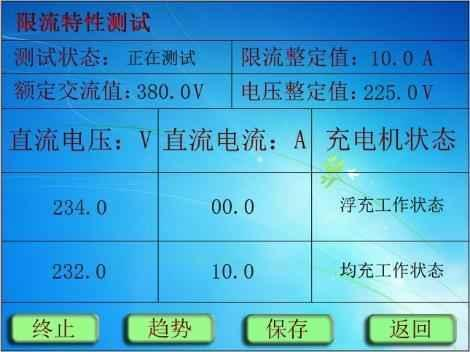 限流特性测试
测试状态：正在测试 限流整定值：10.0 A
额定交流值：380.0V 电压整定值：225.0V
直流电压：V 直流电流：A 充电机状态
234.0 00.0 浮充工作状态
232.0 10.0 均充工作状态
终止 趋势 保存 返回